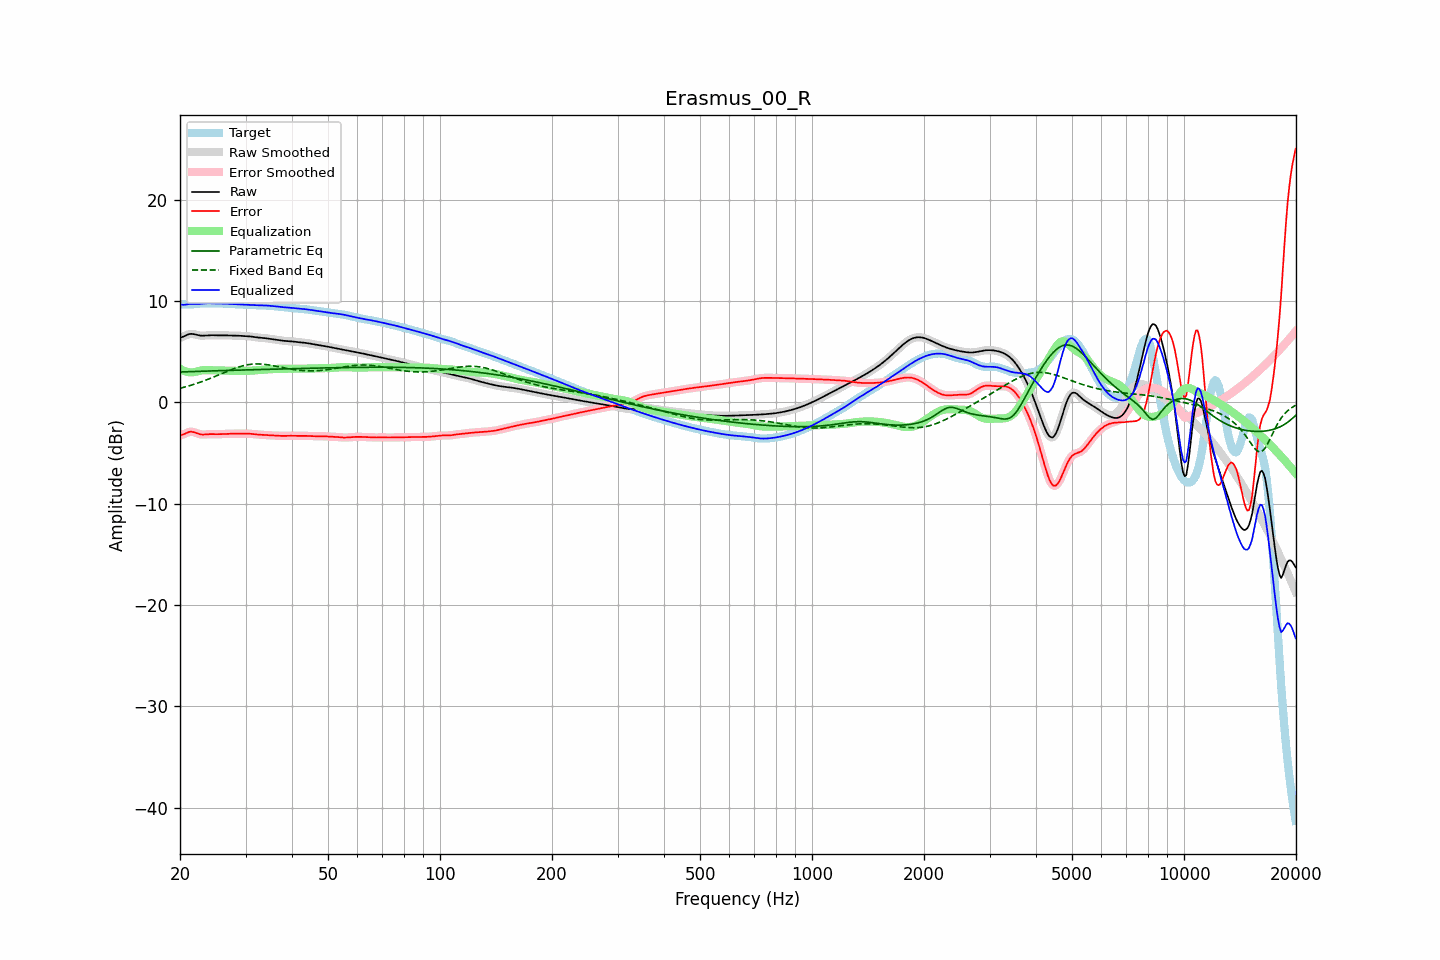 Erasmus_00_R
Target
Raw Smoothed
Error Smoothed
Raw
Error
Equalization
Parametric Eq
Fixed Band Eq
Equalized
20
10
0
−10
−20
−30
−40
Amplitude (dBr)
20 50 100 200 500 1000 2000 5000 10000 20000
Frequency (Hz)